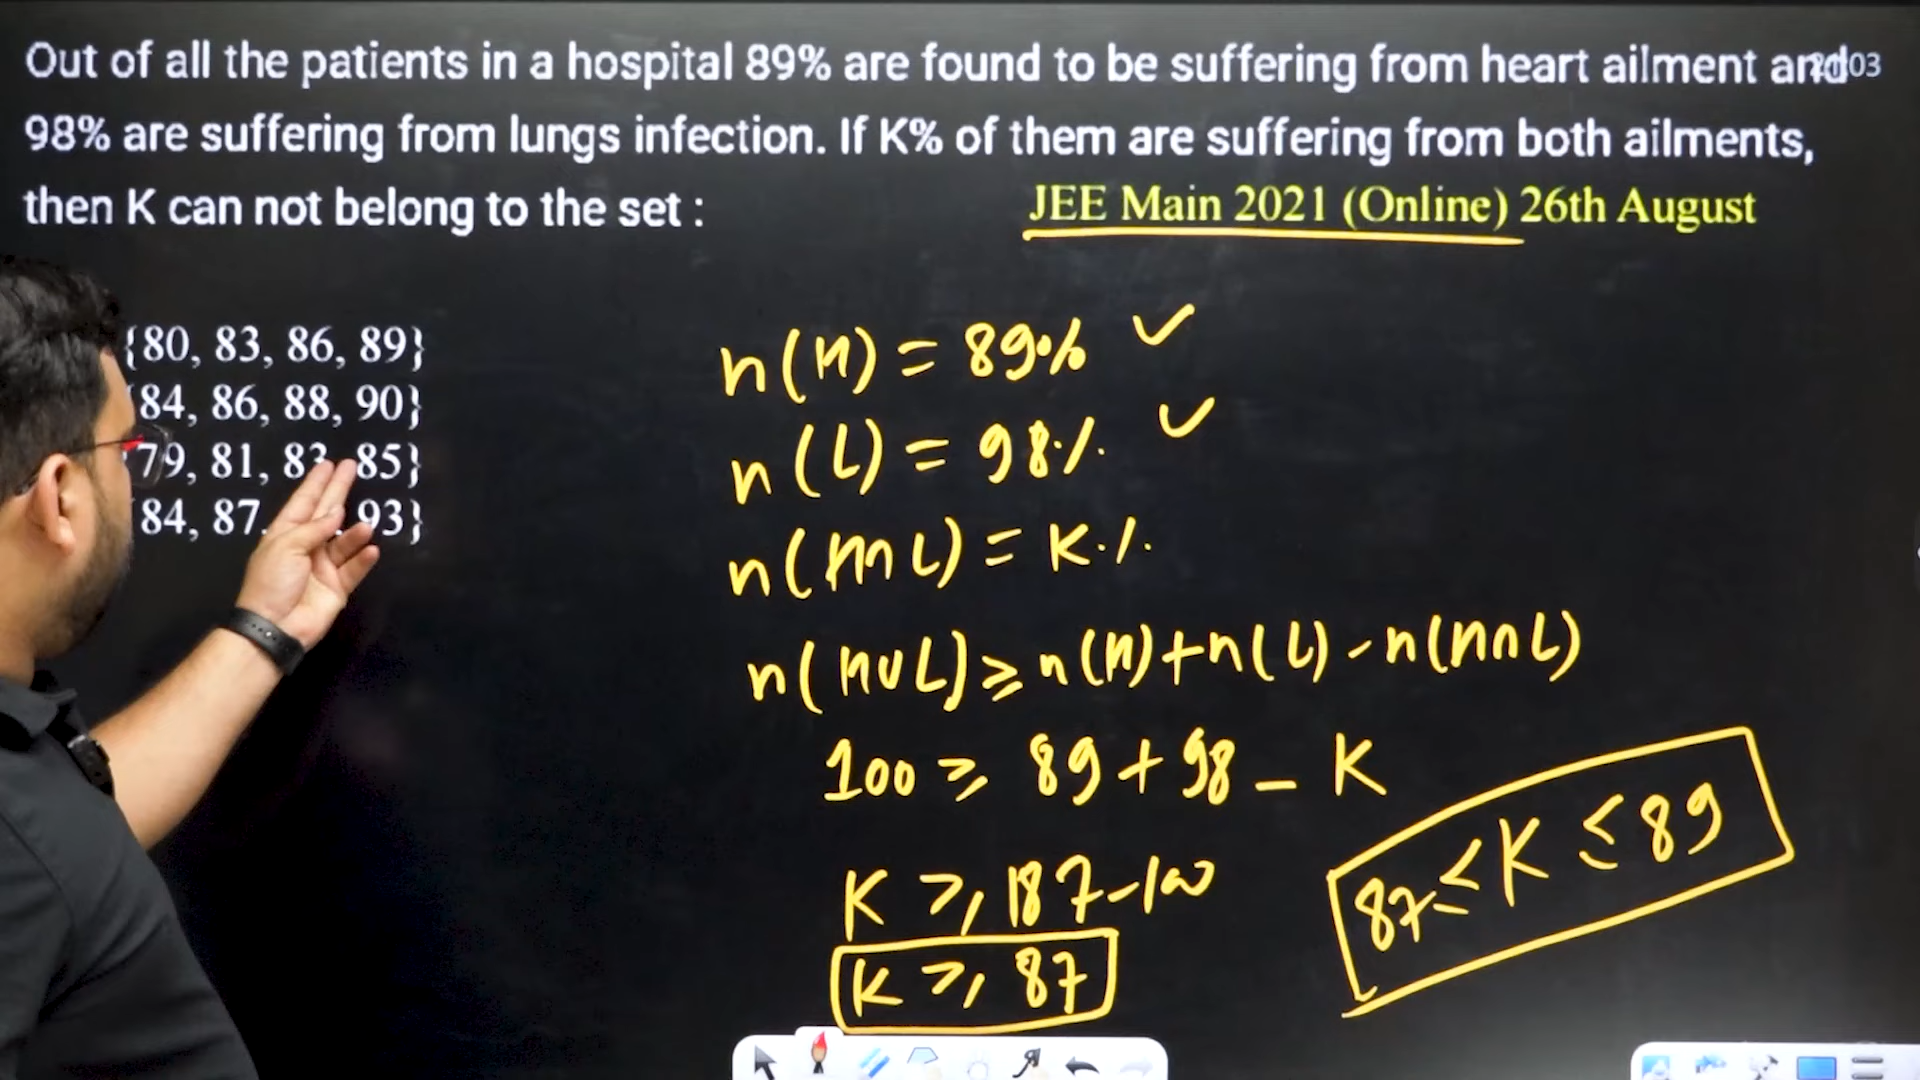 Out of all the patients in a hospital 89% are found to be suffering from heart ailment and
98% are suffering from lungs infection. If K% of them are suffering from both ailments,
then K can not belong to the set :
JEE Main 2021 (Online) 26th August
{80, 83, 86, 89}
84, 86, 88, 90}
79, 81, 83, 85}
84, 87, 93}
n(H) = 89% ✓
n(L) = 98% ✓
n(H∩L) = K%
n(H∪L) ≥ n(H)+n(L)-n(H∩L)
100 ≥ 89+98-K
K ≥ 187-100
K ≥ 87
87 ≤ K ≤ 89